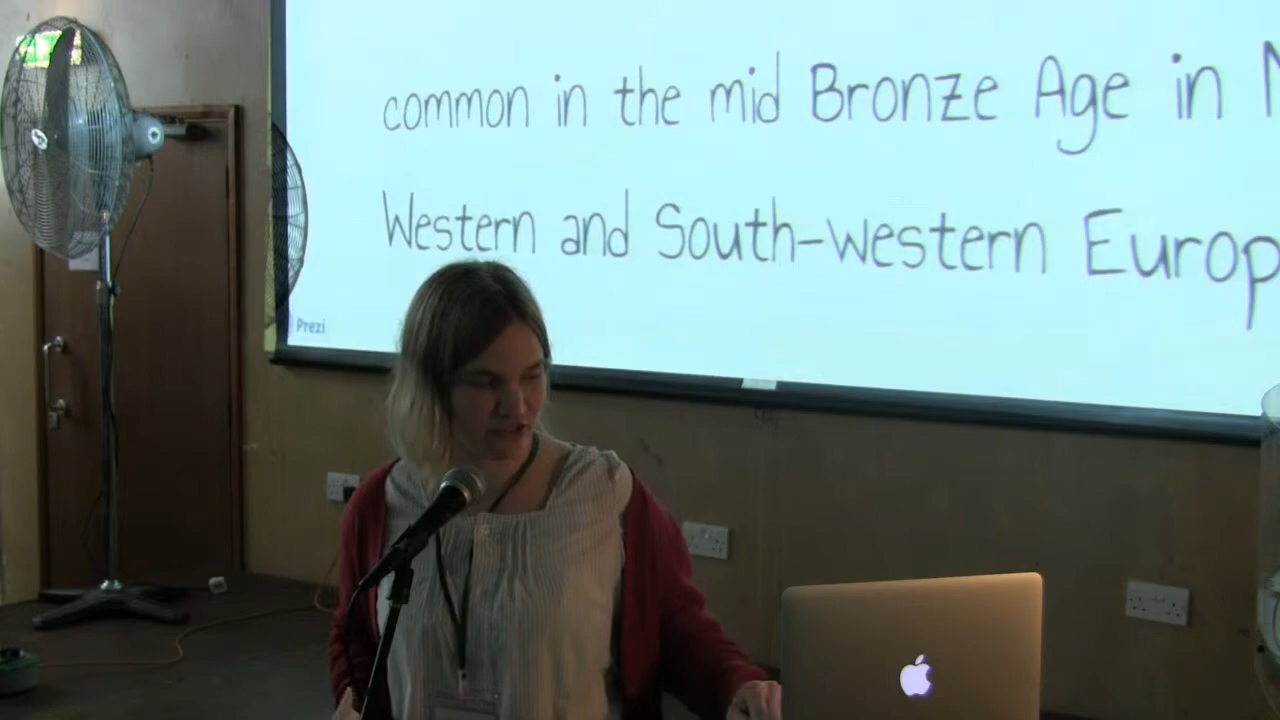 common in the mid Bronze Age in
Western and South-western Europ
Prezi